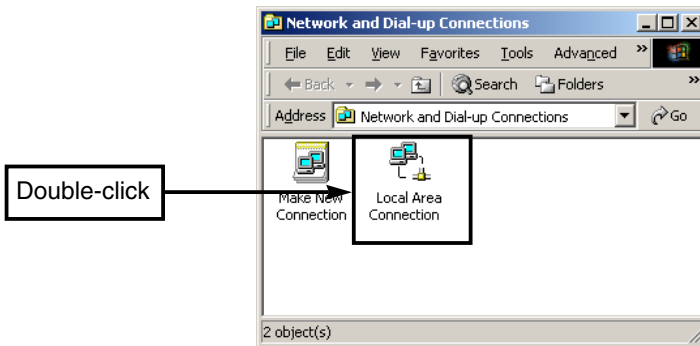 Network and Dial-up Connections
File Edit View Favorites Tools Advanced »
Back Search Folders »
Address Network and Dial-up Connections Go
Double-click
Make New
Connection
Local Area
Connection
2 object(s)